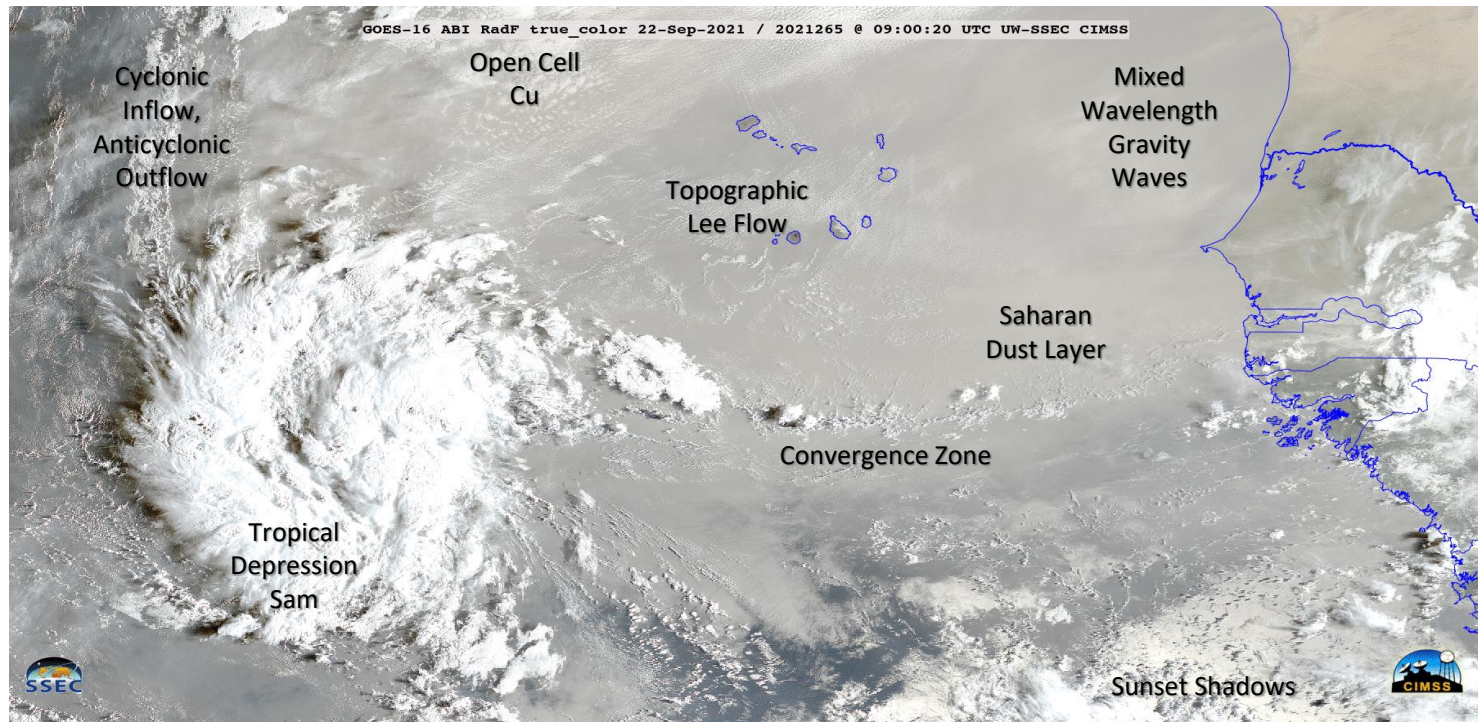 GOES-16 ABI RadF true_color 22-Sep-2021 / 2021265 @ 09:00:20 UTC UW-SSEC CIMSS
Cyclonic
Inflow,
Anticyclonic
Outflow
Open Cell
Cu
Mixed
Wavelength
Gravity
Waves
Topographic
Lee Flow
Saharan
Dust Layer
Convergence Zone
Tropical
Depression
Sam
Sunset Shadows
SSEC
CIMSS